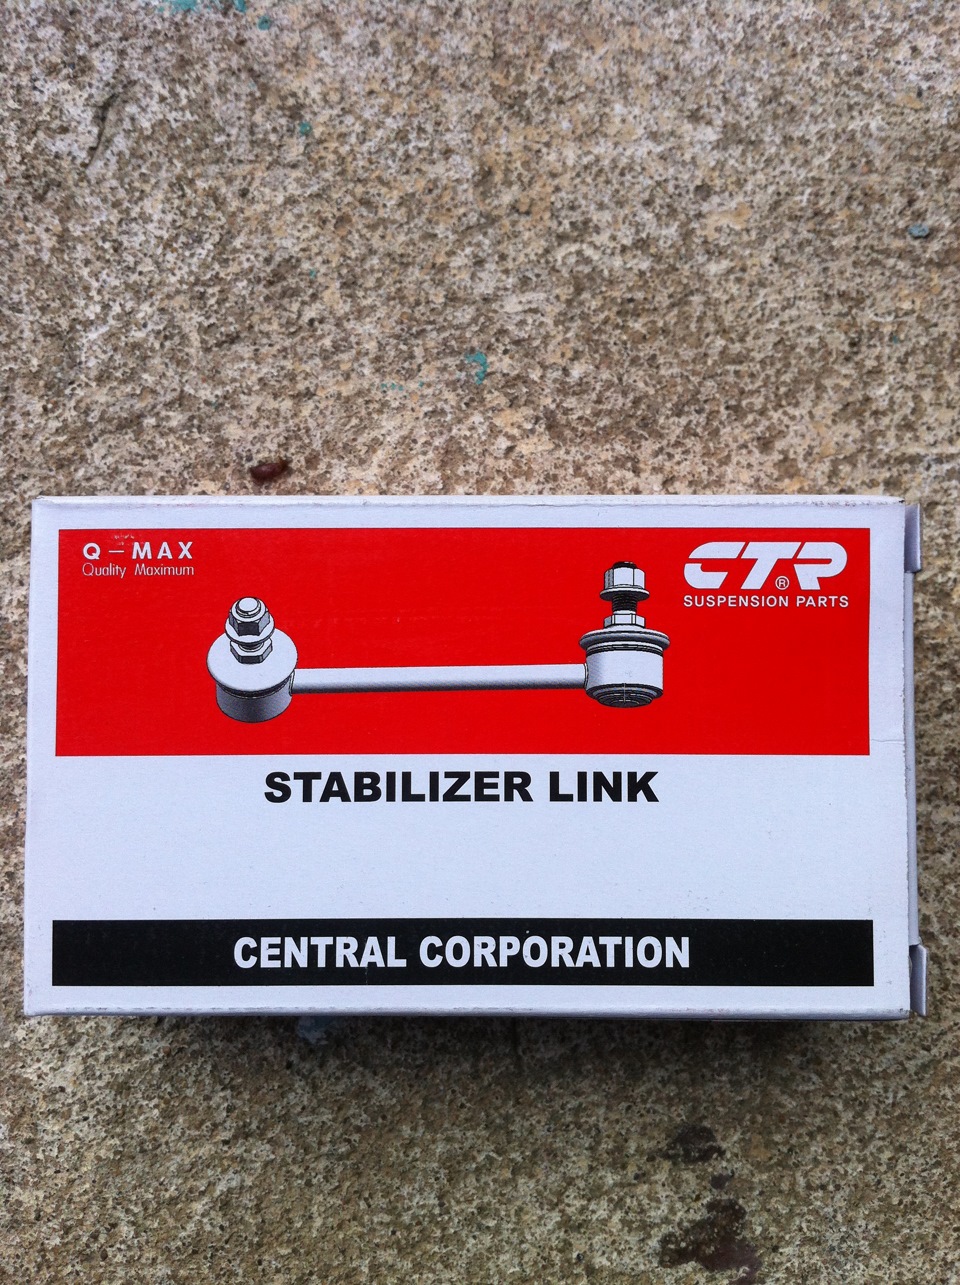 Q – MAX
Quality Maximum
CTR®
SUSPENSION PARTS
STABILIZER LINK
CENTRAL CORPORATION